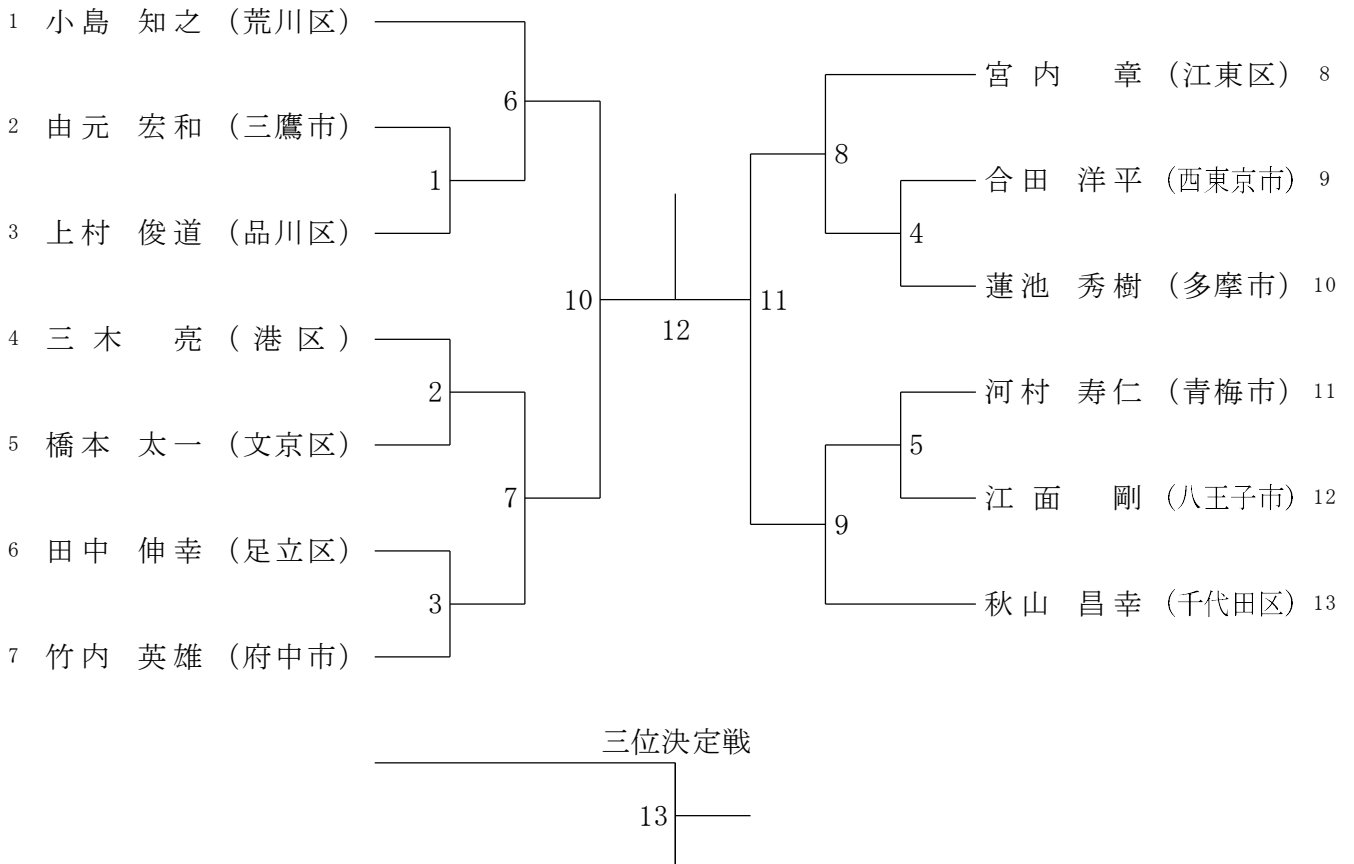 1 小島 知之 (荒川区)
2 由元 宏和 (三鷹市)
3 上村 俊道 (品川区)
4 三木 亮 (港区)
5 橋本 太一 (文京区)
6 田中 伸幸 (足立区)
7 竹内 英雄 (府中市)
1
2
3
6
7
10
12
11
8
9
4
5
宮内 章 (江東区) 8
合田 洋平 (西東京市) 9
蓮池 秀樹 (多摩市) 10
河村 寿仁 (青梅市) 11
江面 剛 (八王子市) 12
秋山 昌幸 (千代田区) 13
三位決定戦
13